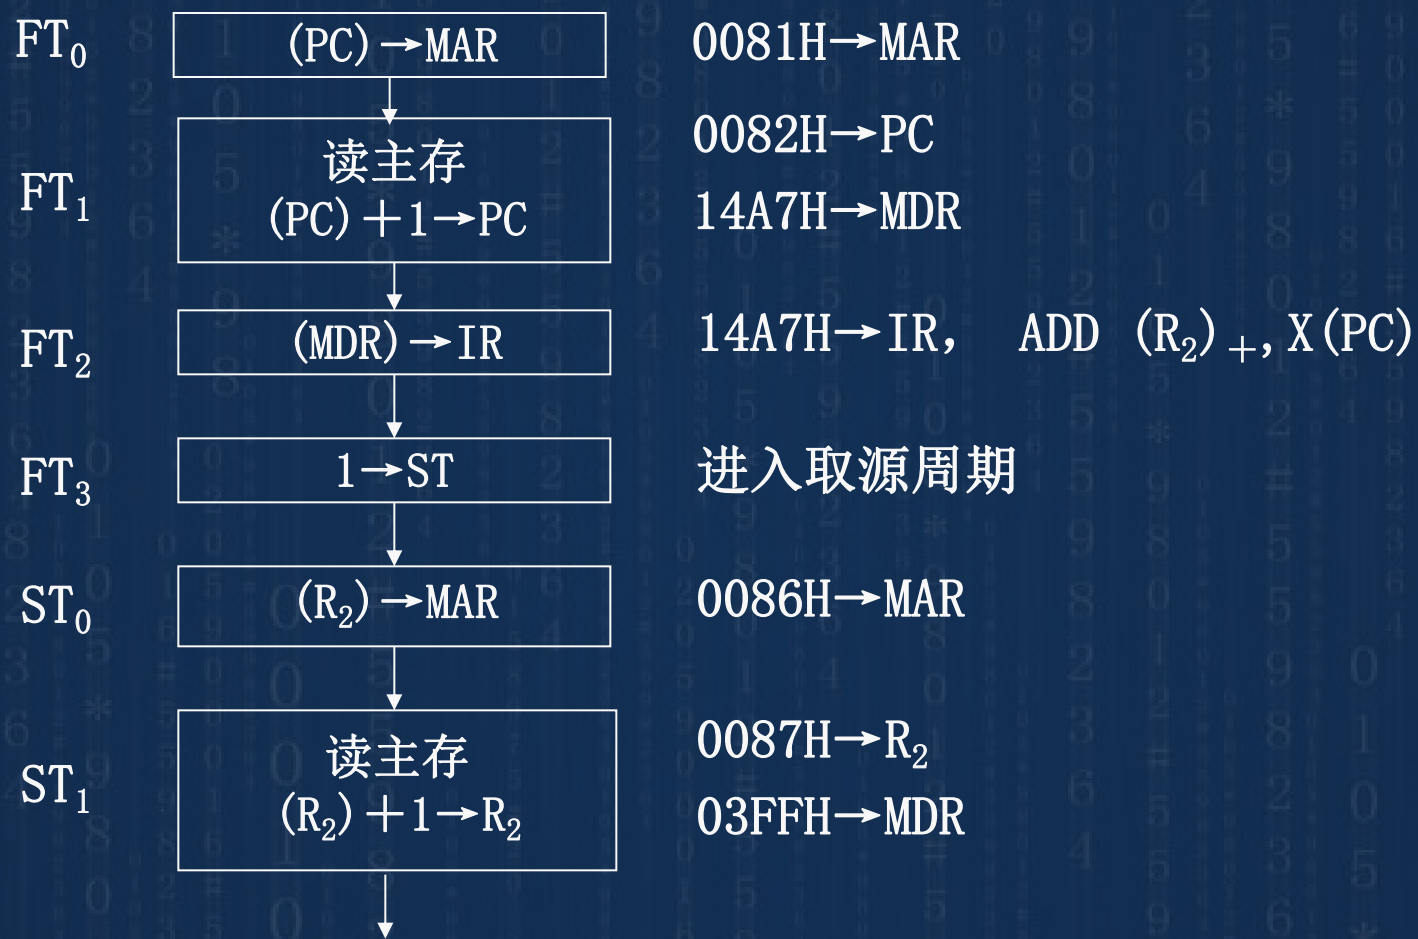 FT₀ (PC)→MAR 0081H→MAR
0082H→PC
读主存
FT₁ 14A7H→MDR
(PC)+1→PC
FT₂ (MDR)→IR 14A7H→IR, ADD (R₂)+,X(PC)
FT₃ 1→ST 进入取源周期
ST₀ (R₂)→MAR 0086H→MAR
读主存 0087H→R₂
ST₁
(R₂)+1→R₂ 03FFH→MDR